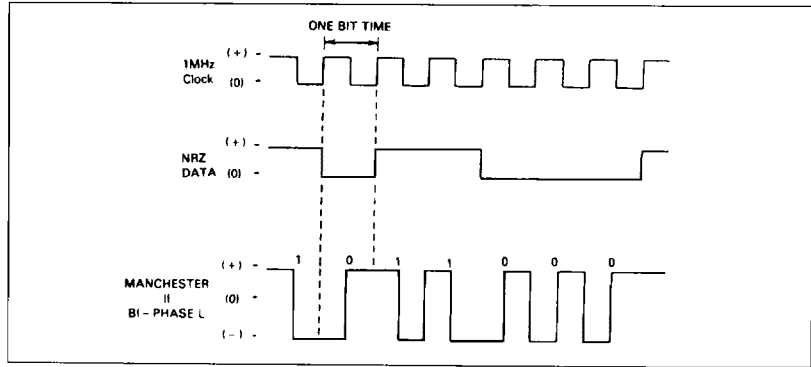 ONE BIT TIME
(+) -
1MHz
Clock
(0) -
(+) -
NRZ
DATA (0) -
1 0 1 1 0 0 0
(+) -
MANCHESTER
II
(0) -
BI - PHASE L
(-) -